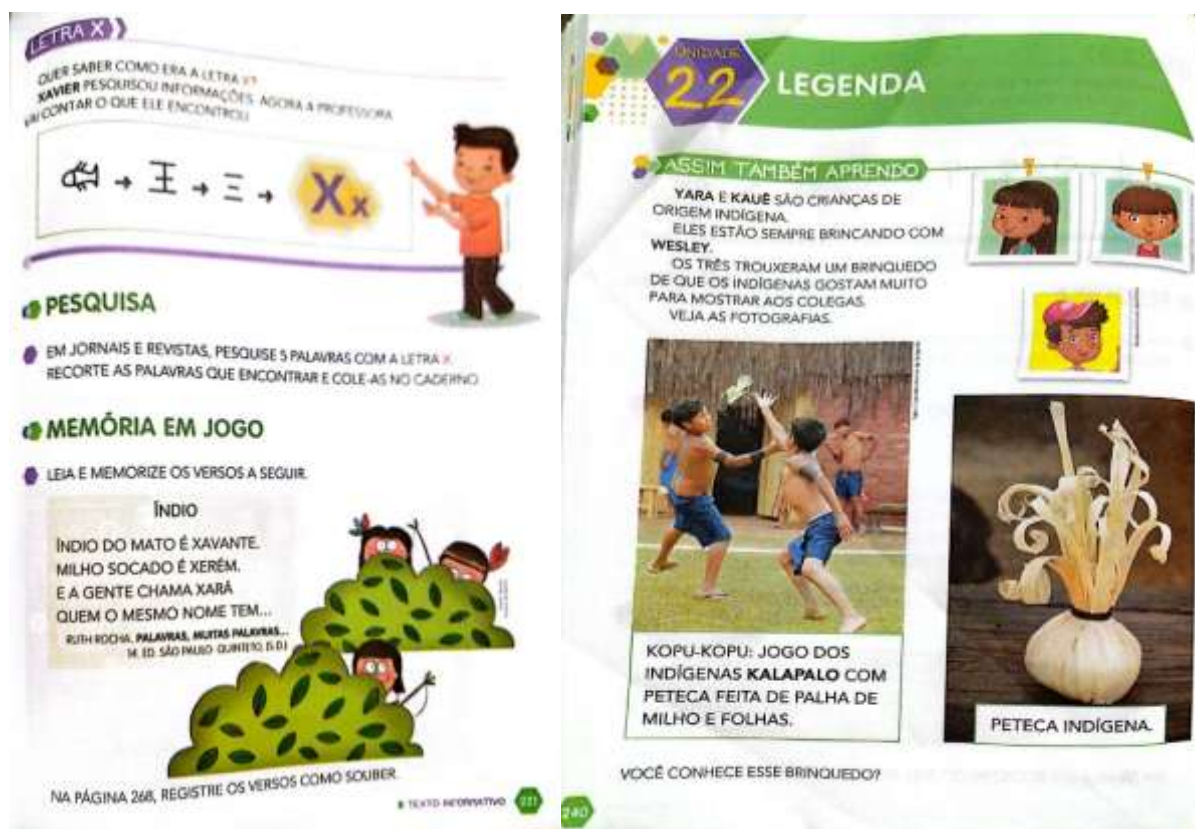 LETRA X
QUER SABER COMO ERA A LETRA X?
XAVIER PESQUISOU INFORMAÇÕES. AGORA A PROFESSORA
VAI CONTAR O QUE ELE ENCONTROU.
X x
PESQUISA
EM JORNAIS E REVISTAS, PESQUISE 5 PALAVRAS COM A LETRA X.
RECORTE AS PALAVRAS QUE ENCONTRAR E COLE-AS NO CADERNO.
MEMÓRIA EM JOGO
LEIA E MEMORIZE OS VERSOS A SEGUIR.
ÍNDIO
ÍNDIO DO MATO É XAVANTE.
MILHO SOCADO É XERÉM.
E A GENTE CHAMA XARÁ
QUEM O MESMO NOME TEM...
RUTH ROCHA. PALAVRAS, MUITAS PALAVRAS...
14. ED. SÃO PAULO: QUINTETO, [S.D.]
NA PÁGINA 268, REGISTRE OS VERSOS COMO SOUBER.
TEXTO INFORMATIVO
UNIDADE
22
LEGENDA
ASSIM TAMBÉM APRENDO
YARA E KAUÊ SÃO CRIANÇAS DE
ORIGEM INDÍGENA.
ELES ESTÃO SEMPRE BRINCANDO COM
WESLEY.
OS TRÊS TROUXERAM UM BRINQUEDO
DE QUE OS INDÍGENAS GOSTAM MUITO
PARA MOSTRAR AOS COLEGAS.
VEJA AS FOTOGRAFIAS.
KOPU-KOPU: JOGO DOS
INDÍGENAS KALAPALO COM
PETECA FEITA DE PALHA DE
MILHO E FOLHAS.
PETECA INDÍGENA.
VOCÊ CONHECE ESSE BRINQUEDO?
240